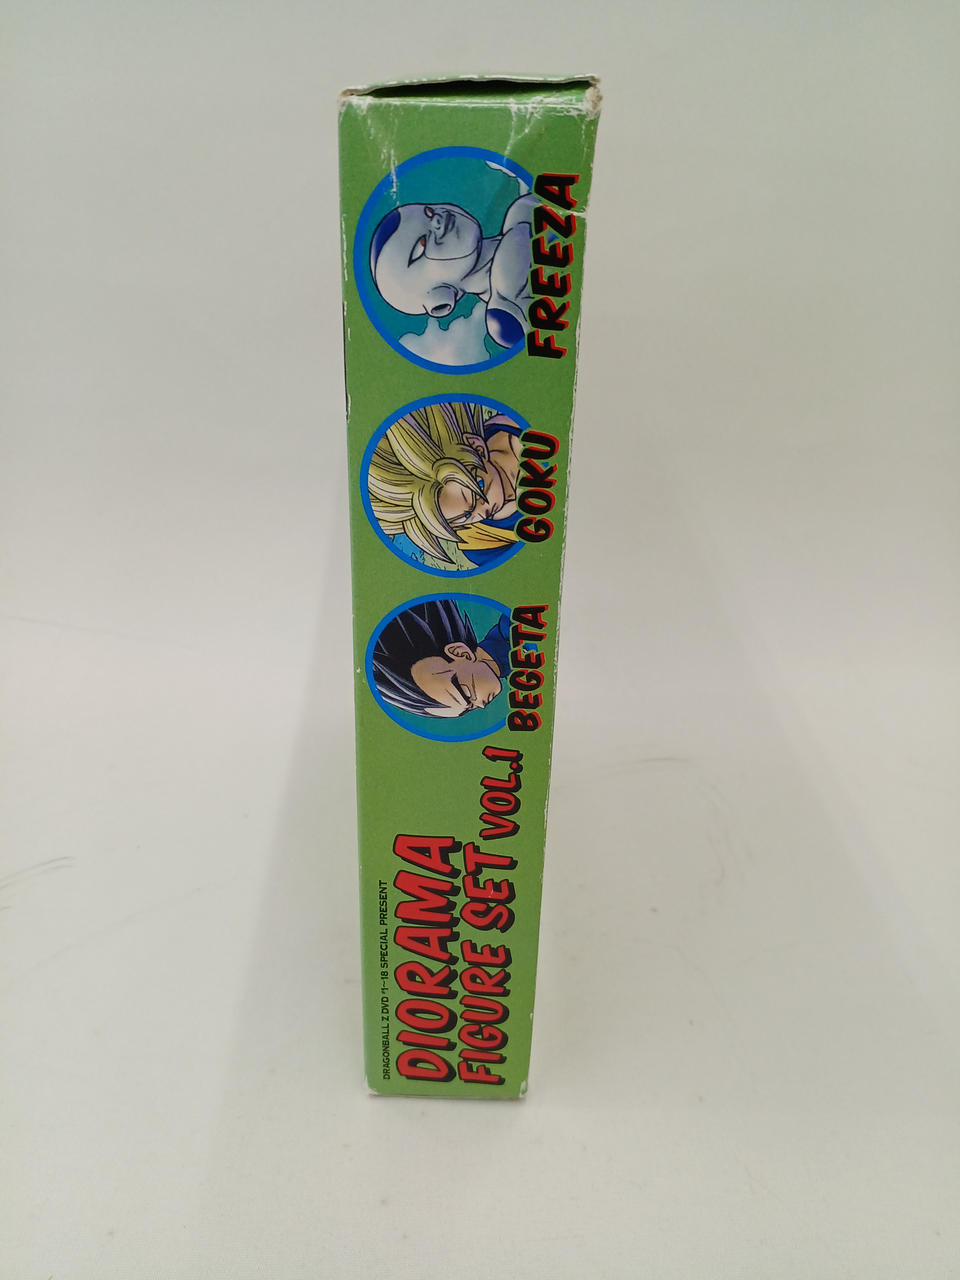 DRAGONBALL Z DVD #1~18 SPECIAL PRESENT
DIORAMA
FIGURE SET VOL.1
BEGETA
GOKU
FREEZA